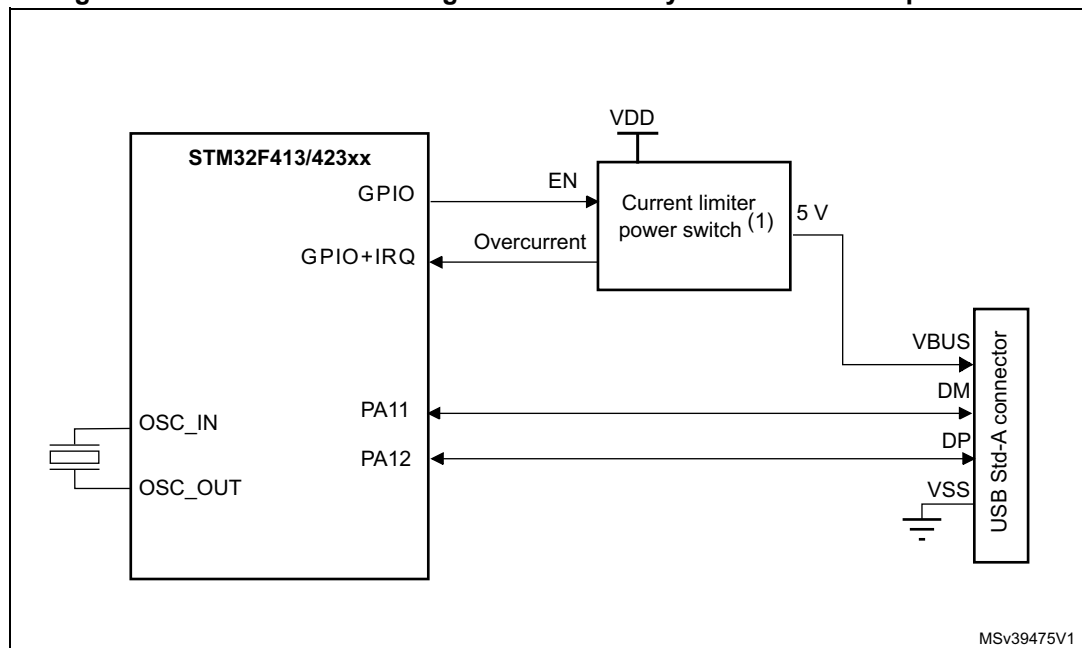 VDD
STM32F413/423xx
GPIO
EN
Current limiter
power switch (1)
5 V
Overcurrent
GPIO+IRQ
VBUS
DM
PA11
OSC_IN
DP
PA12
OSC_OUT
VSS
USB Std-A connector
MSv39475V1